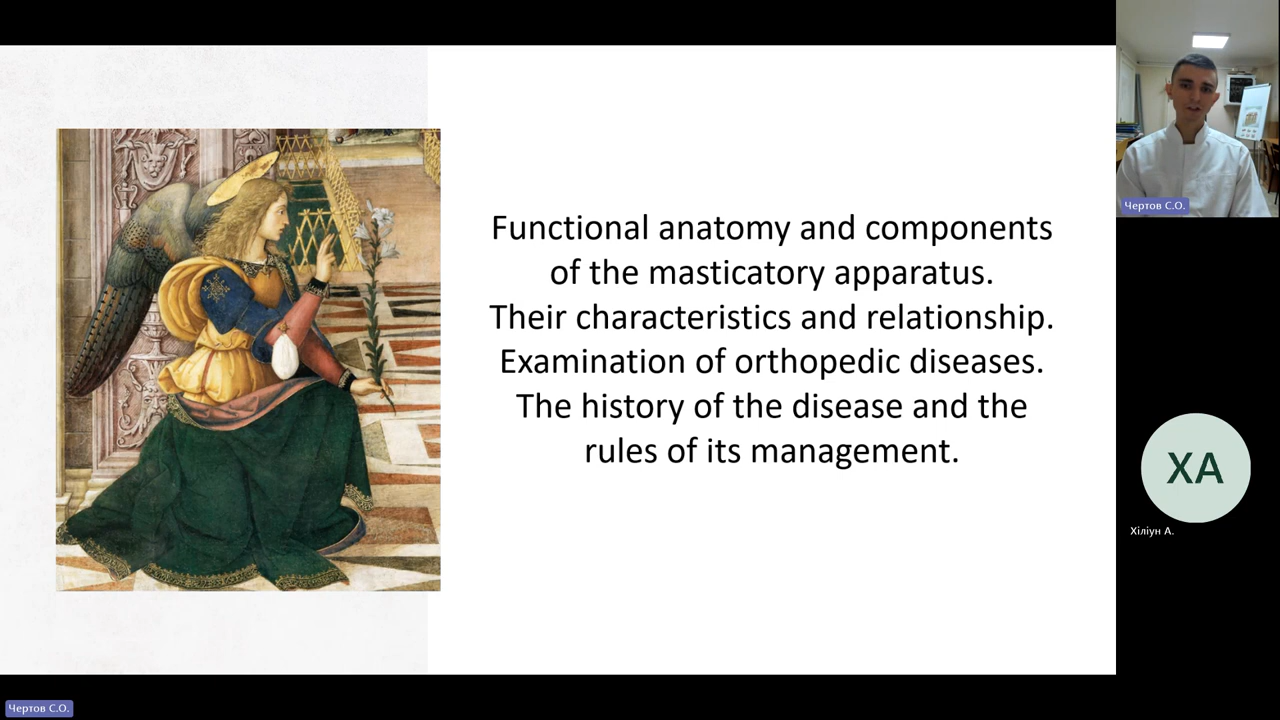 Functional anatomy and components
of the masticatory apparatus.
Their characteristics and relationship.
Examination of orthopedic diseases.
The history of the disease and the
rules of its management.
Чертов С.О.
ХА
Хіліун А.
Чертов С.О.